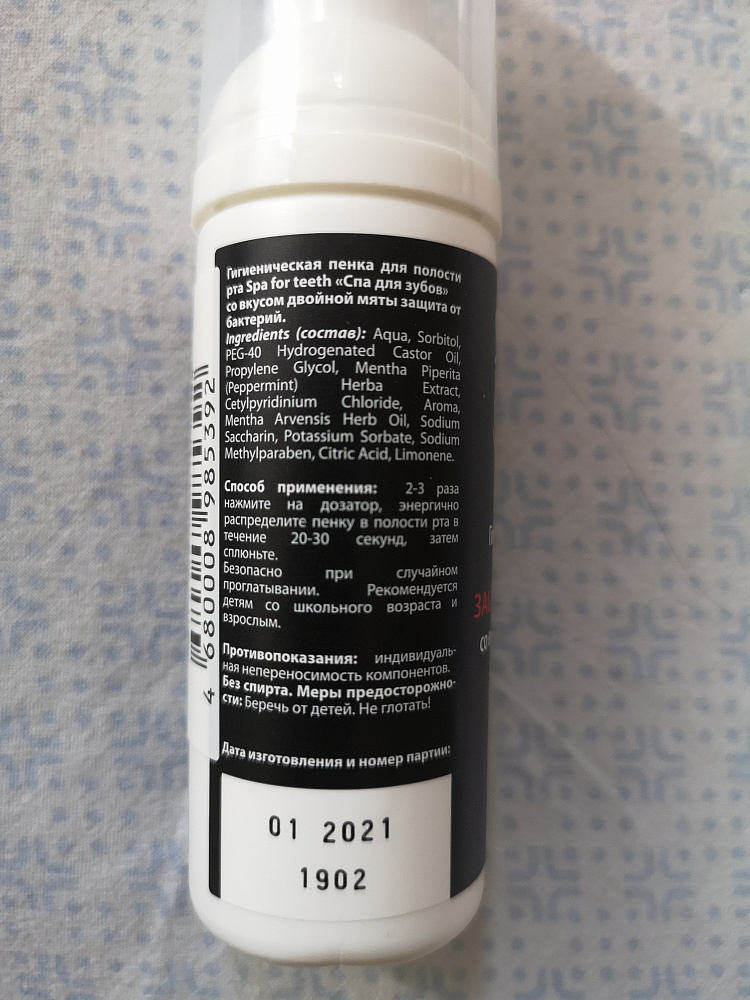 Гигиеническая пенка для полости
рта Spa for teeth «Спа для зубов»
со вкусом двойной мяты защита от
бактерий.
Ingredients (состав): Aqua, Sorbitol,
PEG-40 Hydrogenated Castor Oil,
Propylene Glycol, Mentha Piperita
(Peppermint) Herba Extract,
Cetylpyridinium Chloride, Aroma,
Mentha Arvensis Herb Oil, Sodium
Saccharin, Potassium Sorbate, Sodium
Methylparaben, Citric Acid, Limonene.
Способ применения: 2-3 раза
нажмите на дозатор, энергично
распределите пенку в полости рта в
течение 20-30 секунд, затем
сплюньте.
Безопасно при случайном
проглатывании. Рекомендуется
детям со школьного возраста и
взрослым.
Противопоказания: индивидуаль-
ная непереносимость компонентов.
Без спирта. Меры предосторожно-
сти: Беречь от детей. Не глотать!
Дата изготовления и номер партии:
01 2021
1902
4 680008 985392